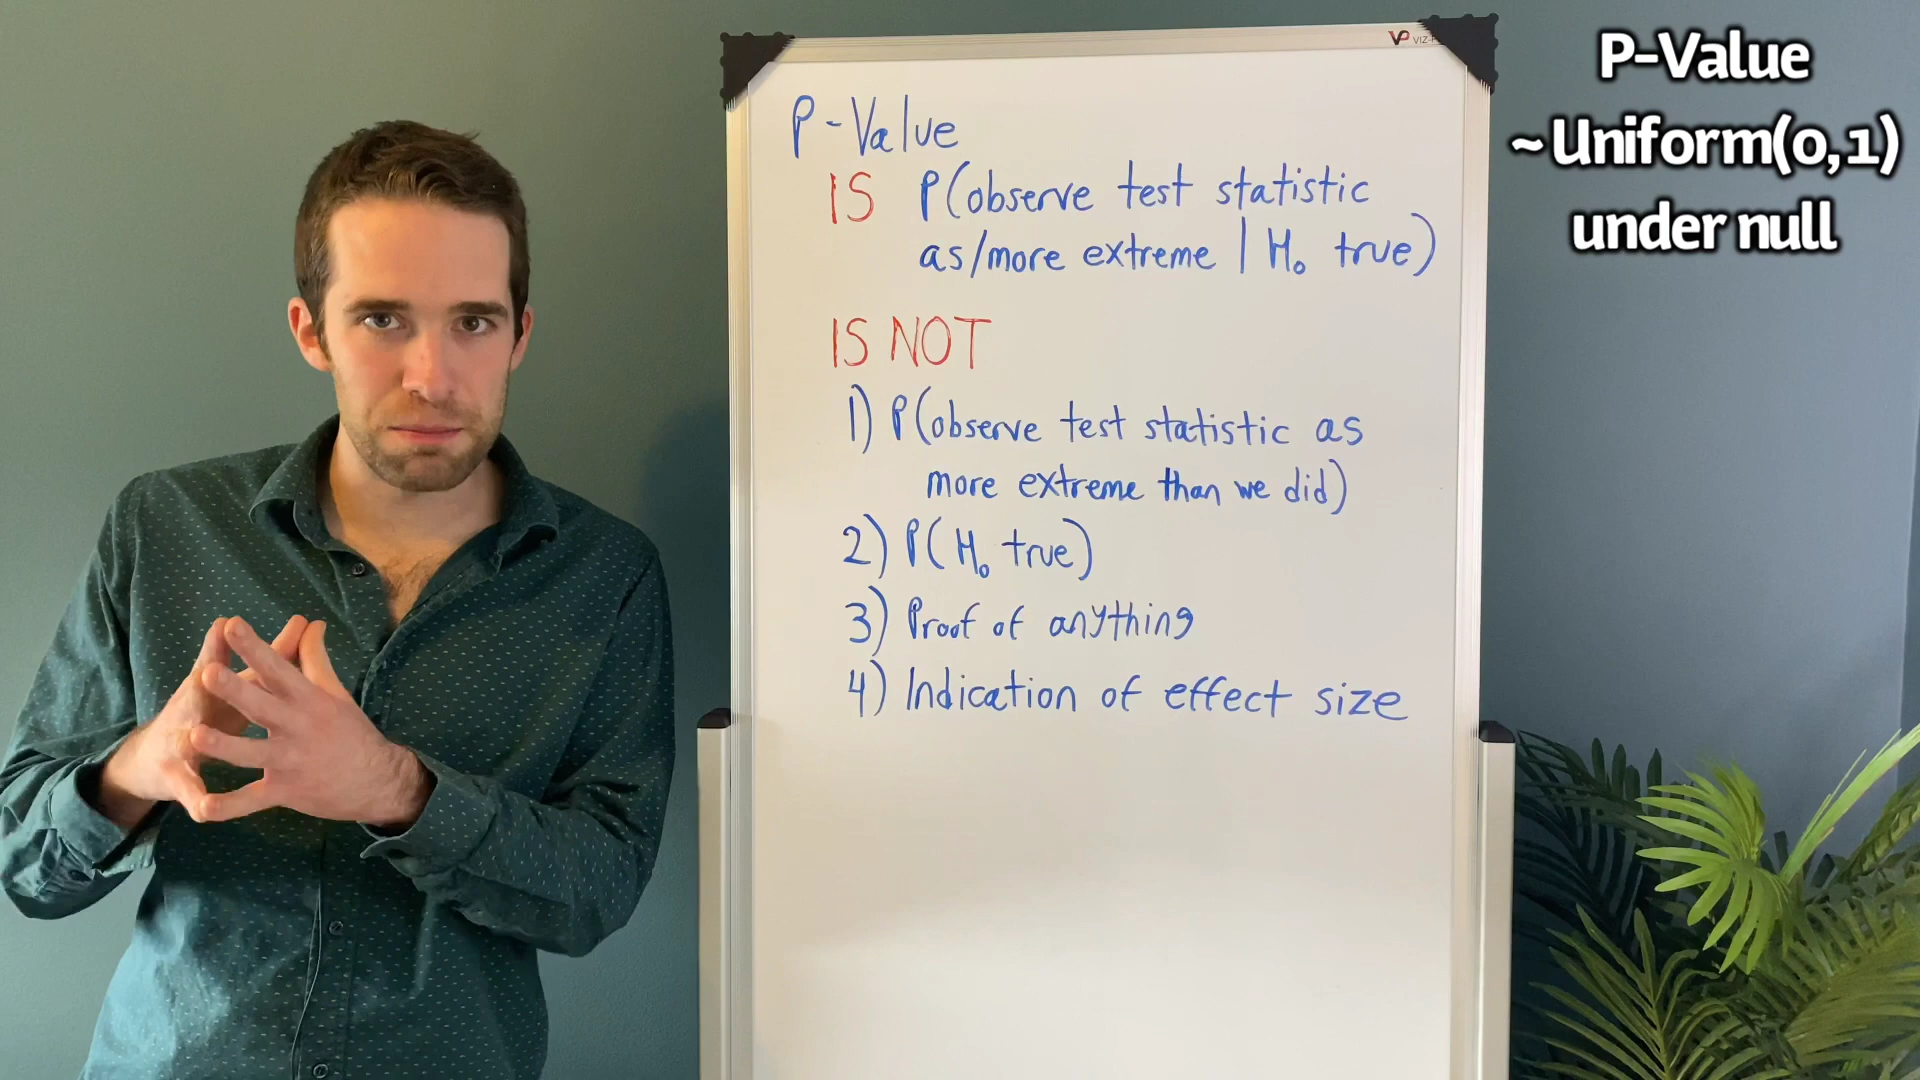 P-Value
IS P(observe test statistic
as/more extreme | H₀ true)
IS NOT
1) P(observe test statistic as
more extreme than we did)
2) P(H₀ true)
3) Proof of anything
4) Indication of effect size
P-Value
~Uniform(0,1)
under null